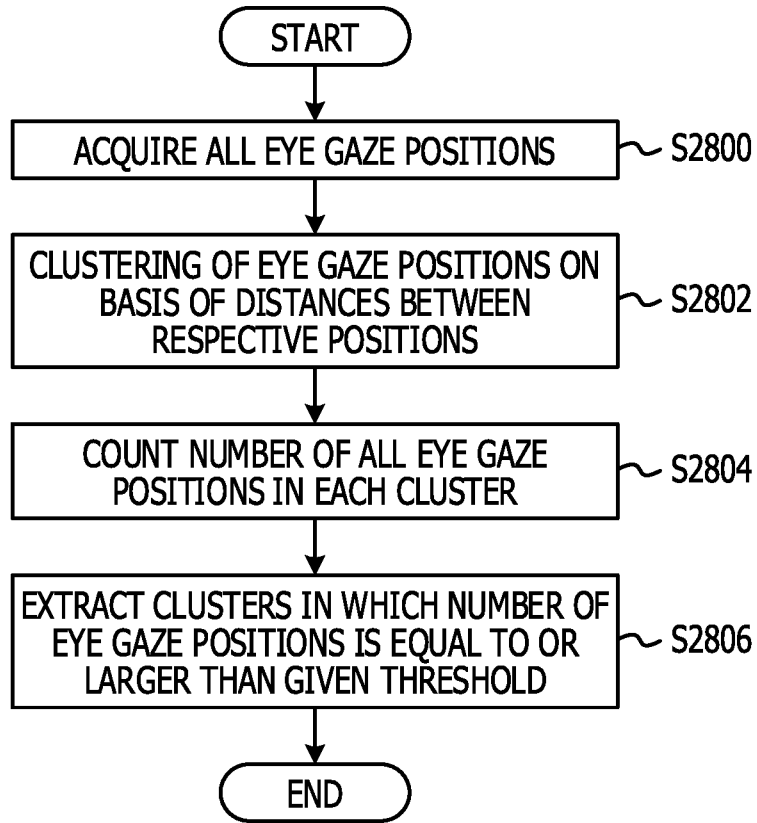 START
ACQUIRE ALL EYE GAZE POSITIONS
S2800
CLUSTERING OF EYE GAZE POSITIONS ON
BASIS OF DISTANCES BETWEEN
RESPECTIVE POSITIONS
S2802
COUNT NUMBER OF ALL EYE GAZE
POSITIONS IN EACH CLUSTER
S2804
EXTRACT CLUSTERS IN WHICH NUMBER OF
EYE GAZE POSITIONS IS EQUAL TO OR
LARGER THAN GIVEN THRESHOLD
S2806
END